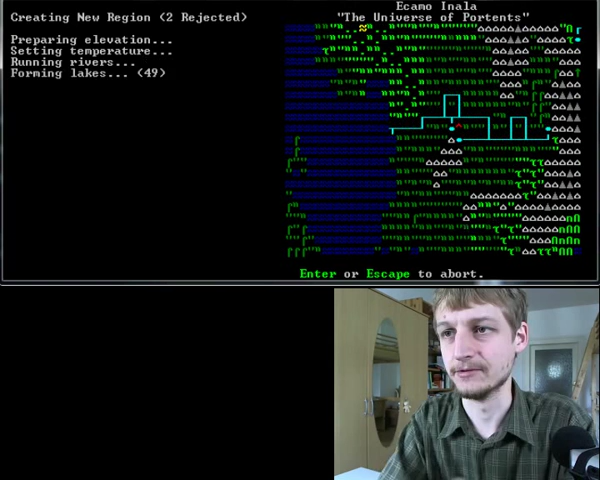 Creating New Region (2 Rejected)
Preparing elevation...
Setting temperature...
Running rivers...
Forming lakes... (49)
Ecamo Inala
"The Universe of Portents"
Enter or Escape to abort.